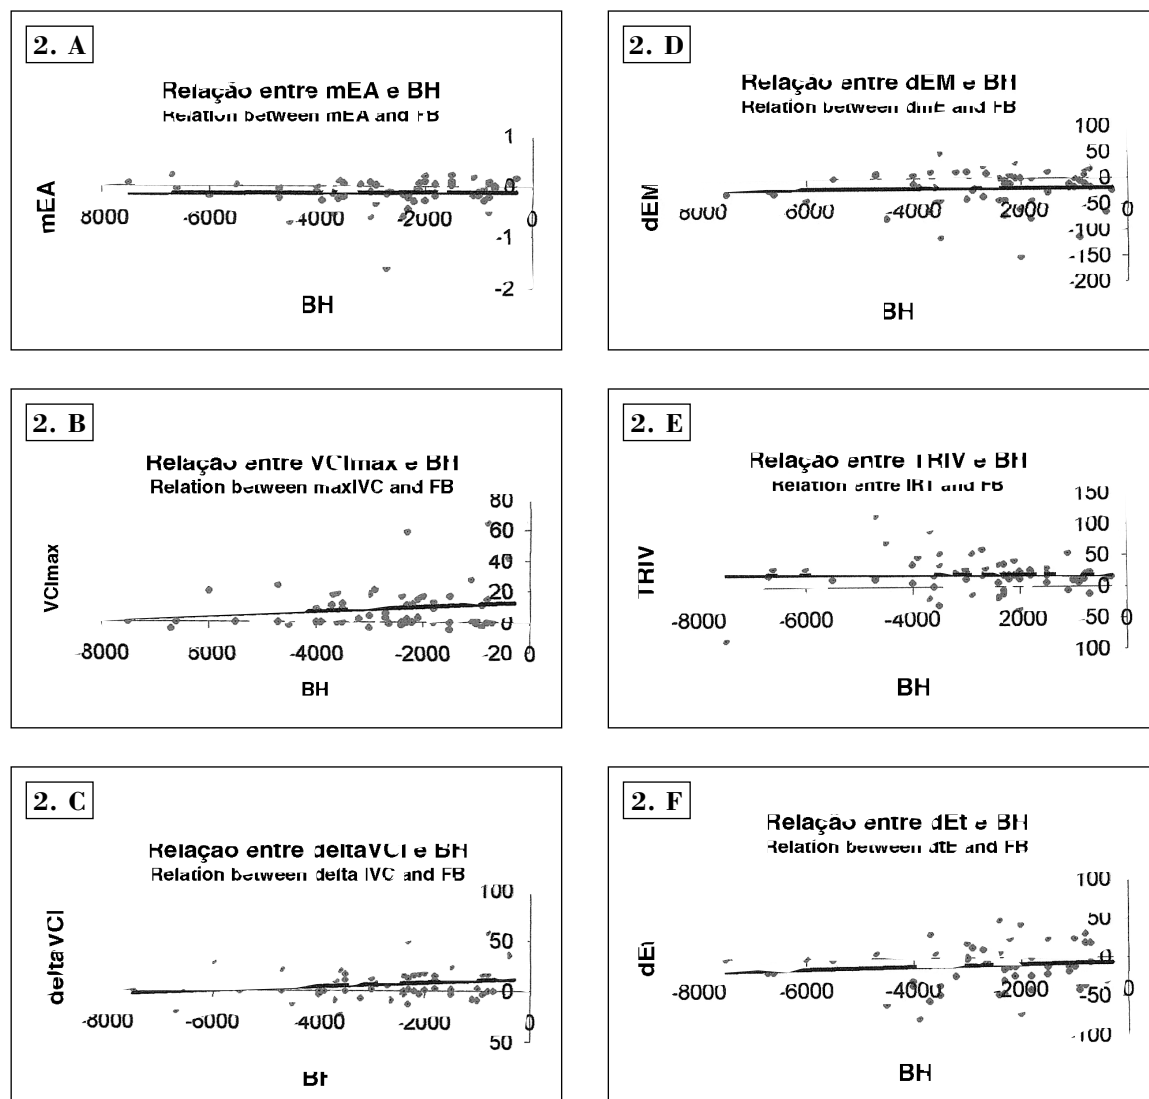 2. A
Relação entre mEA e BH
Relation between mEA and FB
1
0
-1
-2
mEA
-8000
-6000
-4000
-2000
0
BH
2. B
Relação entre VCImax e BH
Relation between maxIVC and FB
80
60
40
20
0
-20
VCImax
-8000
6000
-4000
-2000
0
BH
2. C
Relação entre deltaVCI e BH
Relation between delta IVC and FB
100
50
0
50
deltaVCI
-8000
-6000
-4000
-2000
0
2. D
Relação entre dEM e BH
Relation between dmE and FB
100
50
0
-50
-100
-150
-200
dEM
8000
-6000
-4000
2000
0
BH
2. E
Relação entre TRIV e BH
Relation entre IRT and FB
150
100
50
0
-50
100
TRIV
-8000
-6000
-4000
2000
0
BH
2. F
Relação entre dEt e BH
Relation between dtE and FB
100
50
0
-50
-100
-8000
-6000
-4000
-2000
0
BH